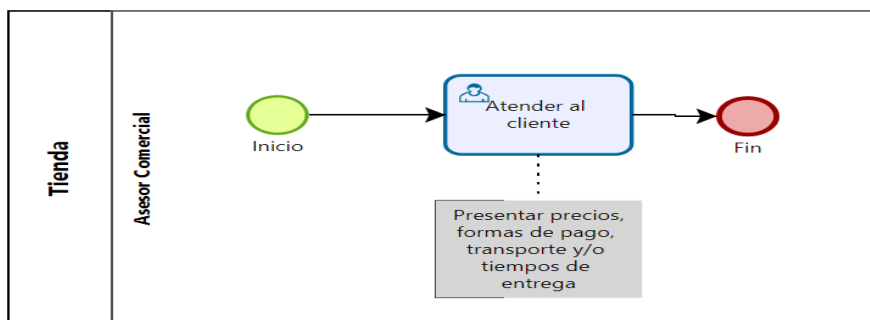 Tienda
Asesor Comercial
Inicio
Atender al
cliente
Fin
Presentar precios,
formas de pago,
transporte y/o
tiempos de
entrega